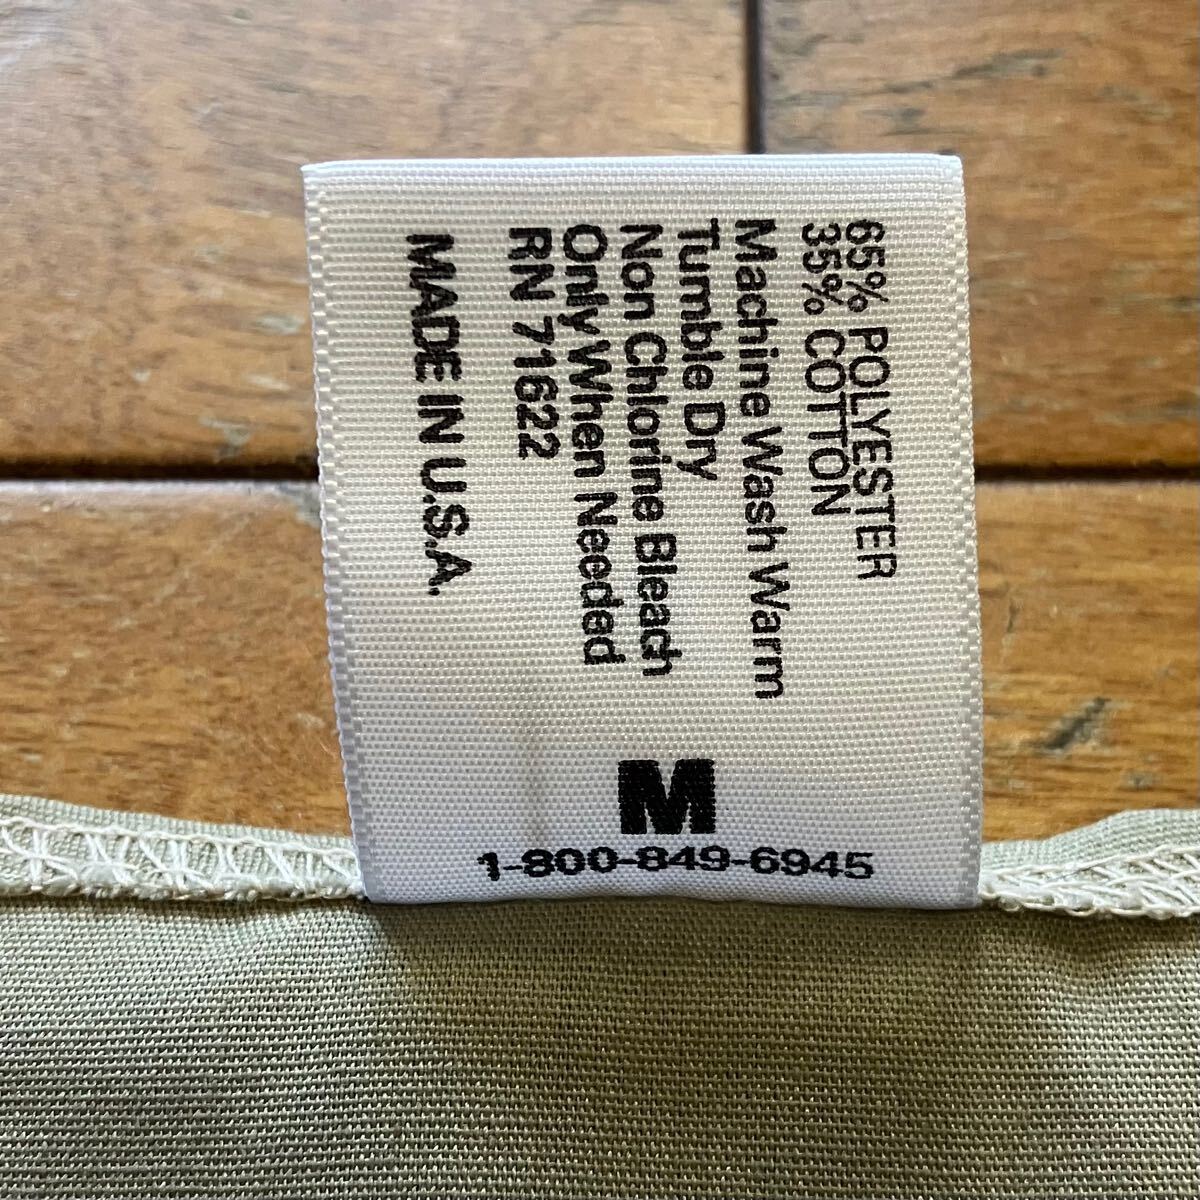 65% POLYESTER
35% COTTON
Machine Wash Warm
Tumble Dry
Non Chlorine Bleach
Only When Needed
RN 71622
MADE IN U.S.A.
M
1-800-849-6945